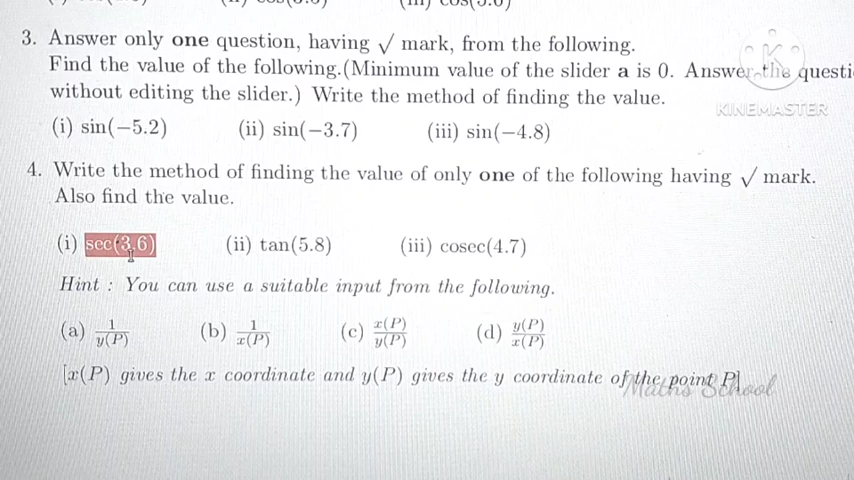 3. Answer only one question, having √ mark, from the following.
Find the value of the following.(Minimum value of the slider a is 0. Answer the questi
without editing the slider.) Write the method of finding the value.
KINEMASTER
(i) sin(−5.2) (ii) sin(−3.7) (iii) sin(−4.8)
4. Write the method of finding the value of only one of the following having √ mark.
Also find the value.
(i) sec(3.6) (ii) tan(5.8) (iii) cosec(4.7)
Hint : You can use a suitable input from the following.
(a) 1/y(P) (b) 1/x(P) (c) x(P)/y(P) (d) y(P)/x(P)
[x(P) gives the x coordinate and y(P) gives the y coordinate of the point P]
Maths School